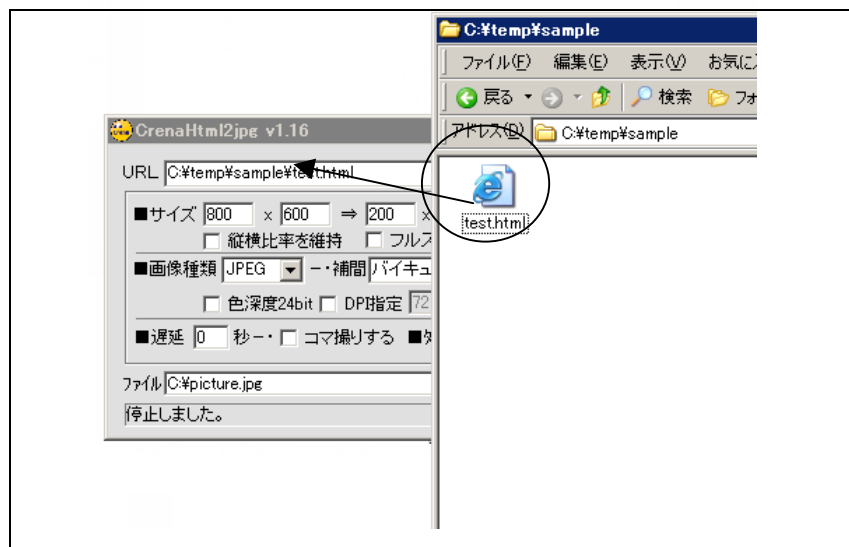 C:¥temp¥sample
ファイル(F) 編集(E) 表示(V) お気に
戻る 検索 フォ
アドレス(D) C:¥temp¥sample
test.html
CrenaHtml2jpg v1.16
URL C:¥temp¥sample¥test.html
■サイズ 800 x 600 ⇒ 200 x
縦横比率を維持 フルス
■画像種類 JPEG －・補間 バイキュ
色深度24bit DPI指定 72
■遅延 0 秒－・ コマ撮りする ■
ファイル C:¥picture.jpg
停止しました。